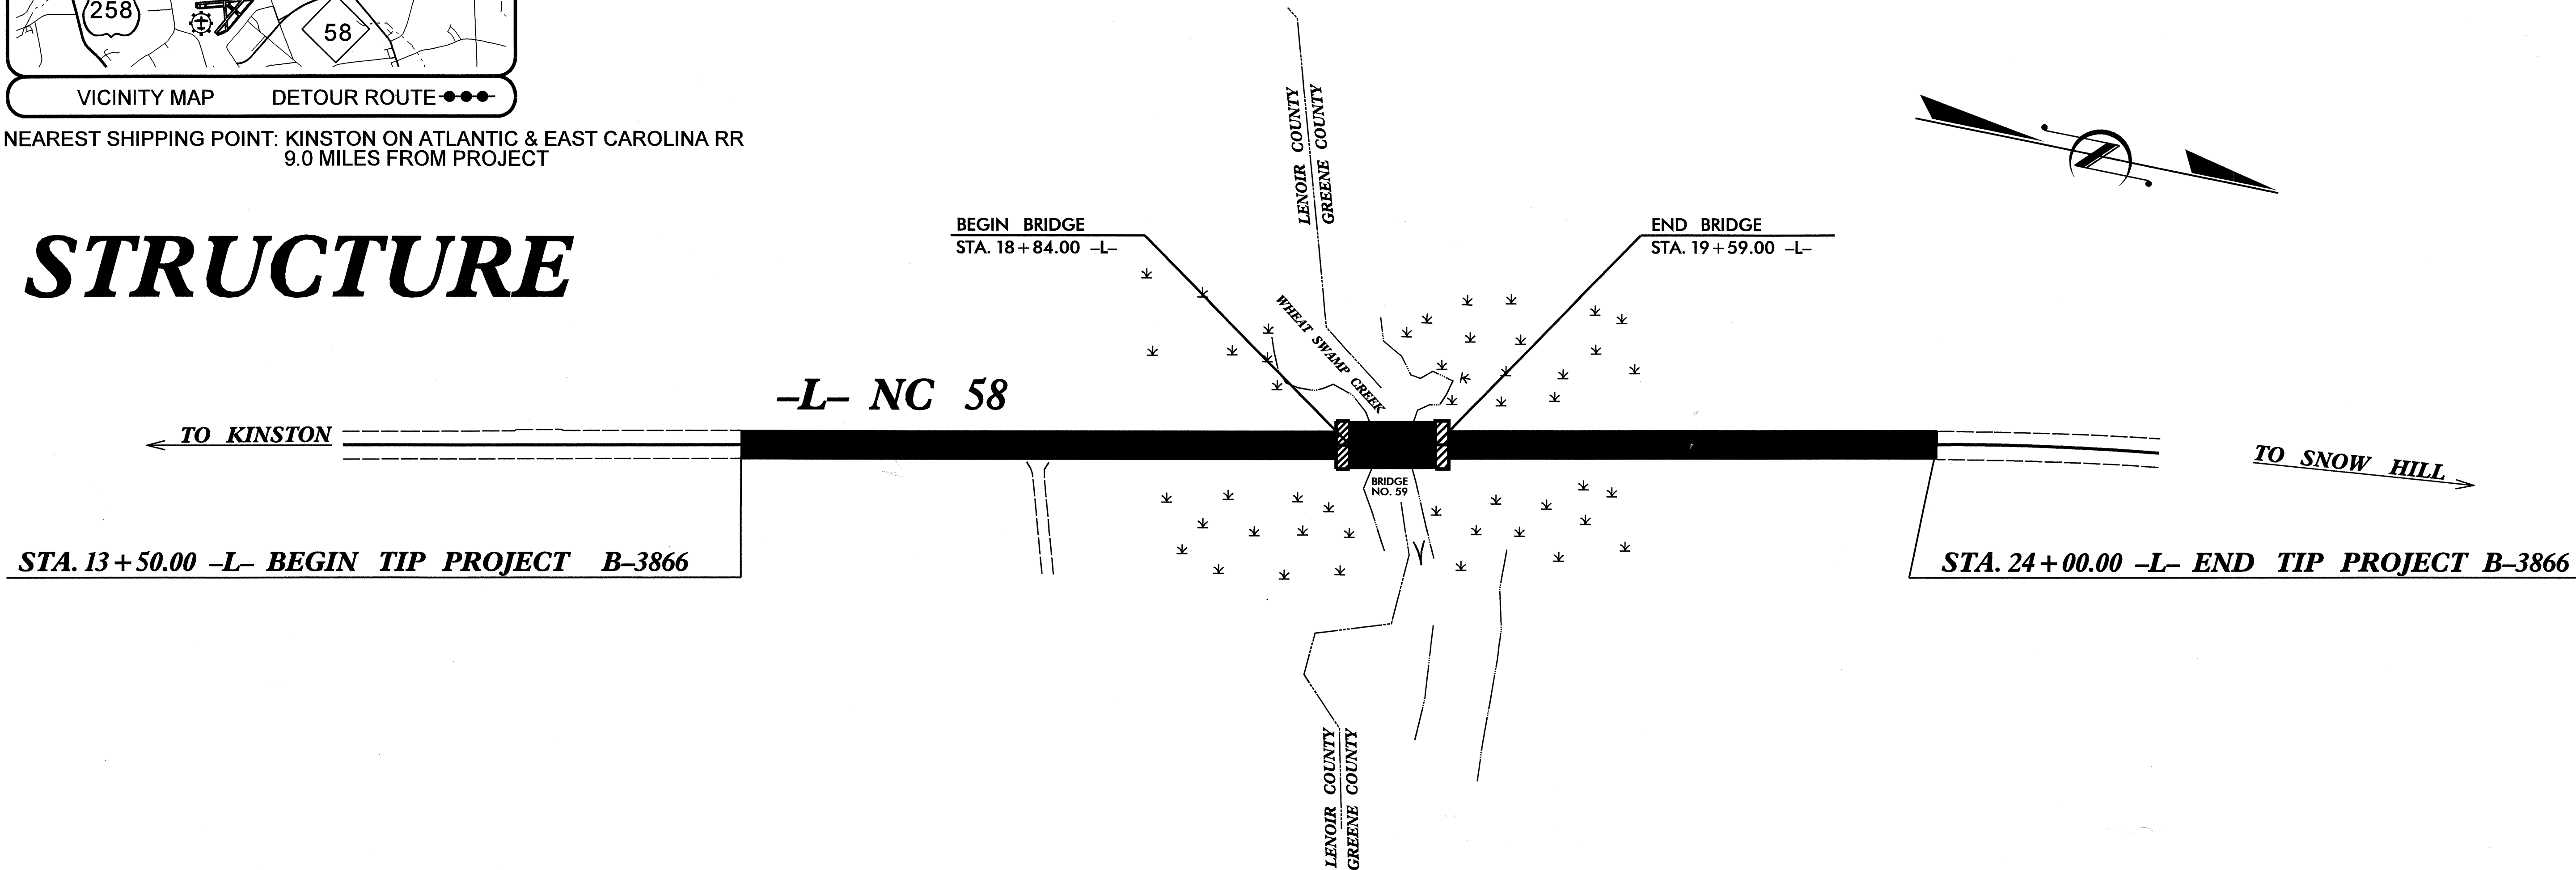 258
58
VICINITY MAP DETOUR ROUTE
NEAREST SHIPPING POINT: KINSTON ON ATLANTIC & EAST CAROLINA RR
9.0 MILES FROM PROJECT
STRUCTURE
LENOIR COUNTY
GREENE COUNTY
BEGIN BRIDGE
STA. 18+84.00 –L–
END BRIDGE
STA. 19+59.00 –L–
WHEAT SWAMP CREEK
–L– NC 58
TO KINSTON
TO SNOW HILL
BRIDGE
NO. 59
STA. 13+50.00 –L– BEGIN TIP PROJECT B–3866
STA. 24+00.00 –L– END TIP PROJECT B–3866
LENOIR COUNTY
GREENE COUNTY